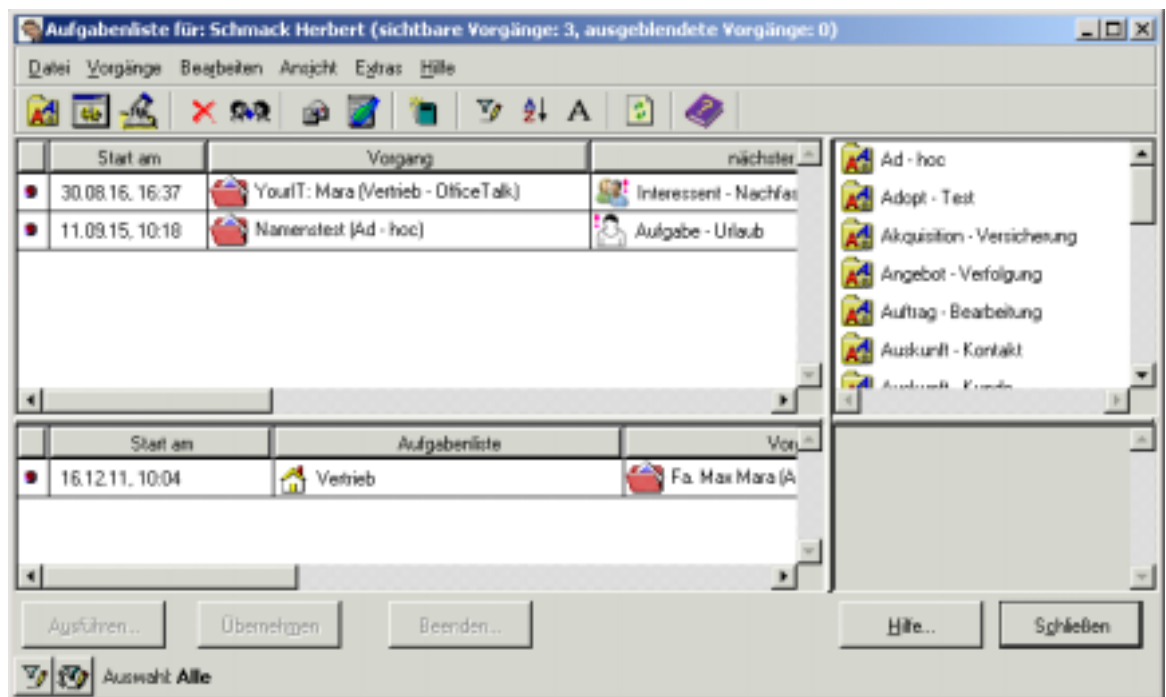 Aufgabenliste für: Schmack Herbert (sichtbare Vorgänge: 3, ausgeblendete Vorgänge: 0)
Datei Vorgänge Bearbeiten Ansicht Extras Hilfe
Start am Vorgang nächster
30.08.16, 16:37 YourIT: Mara (Vertrieb - OfficeTalk) Interessent - Nachfas
11.09.15, 10:18 Namenstest (Ad - hoc) Aufgabe - Urlaub
Ad - hoc
Adopt - Test
Akquisition - Versicherung
Angebot - Verfolgung
Auftrag - Bearbeitung
Auskunft - Kontakt
Auskunft - Kunde
Start am Aufgabenliste Vor
16.12.11, 10:04 Vertrieb Fa. Max Mara (A
Ausführen... Übernehmen Beenden... Hilfe... Schließen
Auswahl: Alle